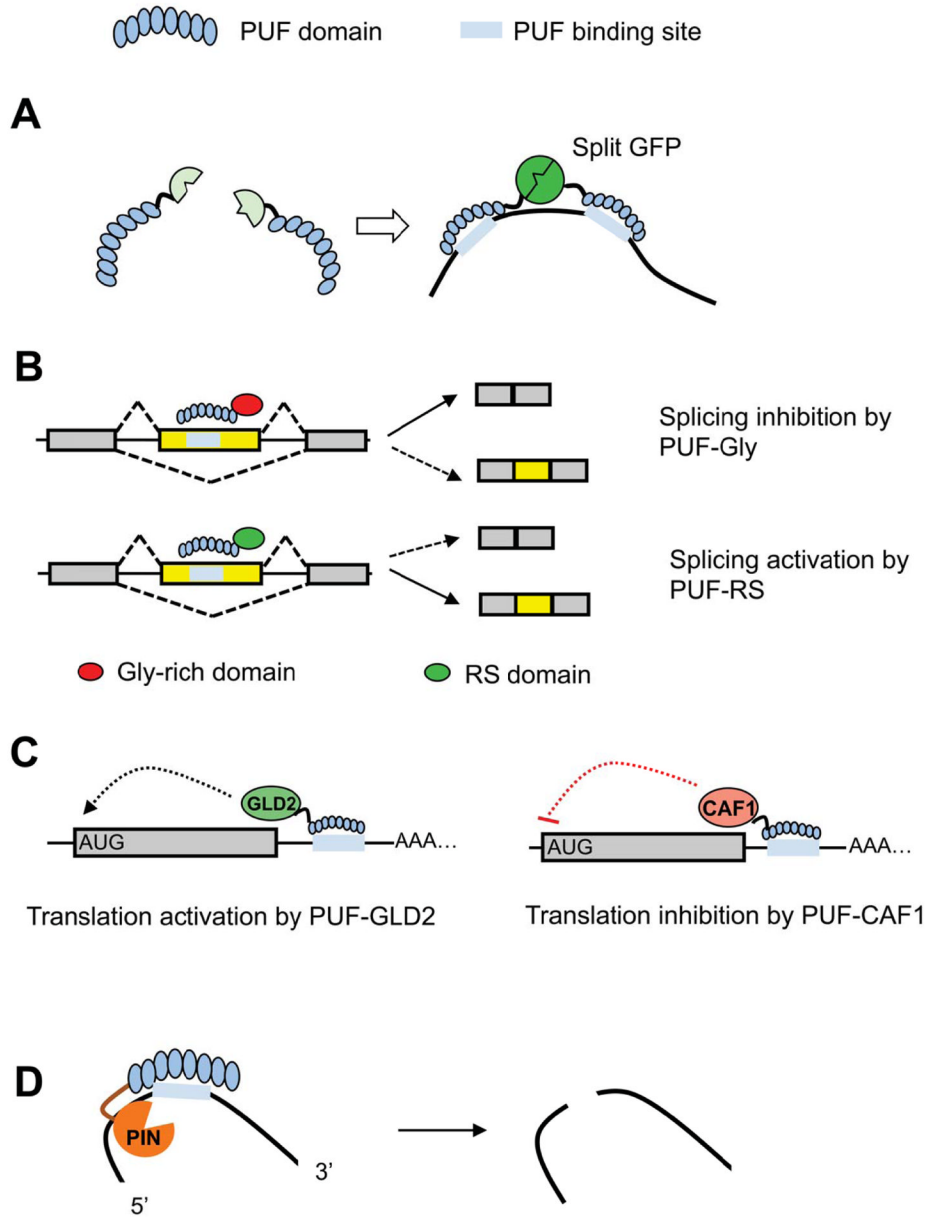 PUF domain
PUF binding site
A
Split GFP
B
Splicing inhibition by
PUF-Gly
Splicing activation by
PUF-RS
Gly-rich domain
RS domain
C
GLD2
AUG
AAA...
CAF1
AUG
AAA...
Translation activation by PUF-GLD2
Translation inhibition by PUF-CAF1
D
PIN
3’
5’